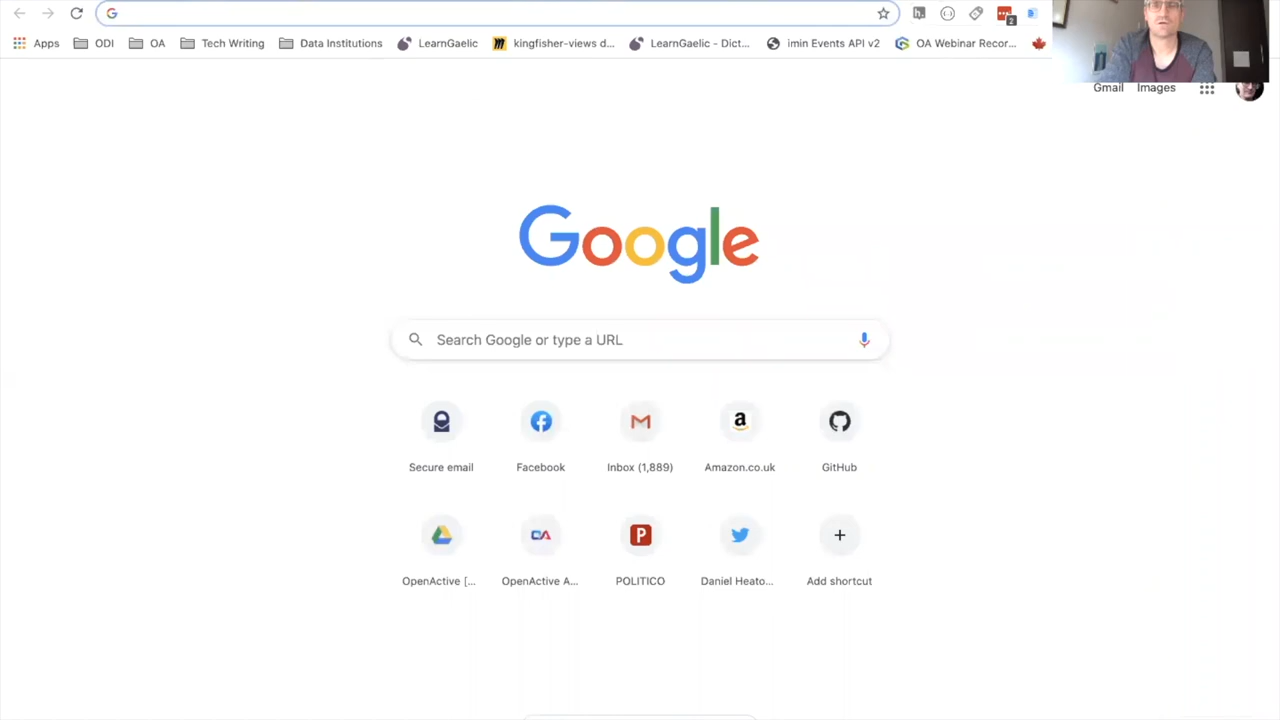 Apps ODI OA Tech Writing Data Institutions LearnGaelic kingfisher-views d... LearnGaelic - Dict... imin Events API v2 OA Webinar Recor...
2
Gmail Images
Google
Search Google or type a URL
Secure email Facebook Inbox (1,889) Amazon.co.uk GitHub
OpenActive [... OpenActive A... POLITICO Daniel Heato... Add shortcut